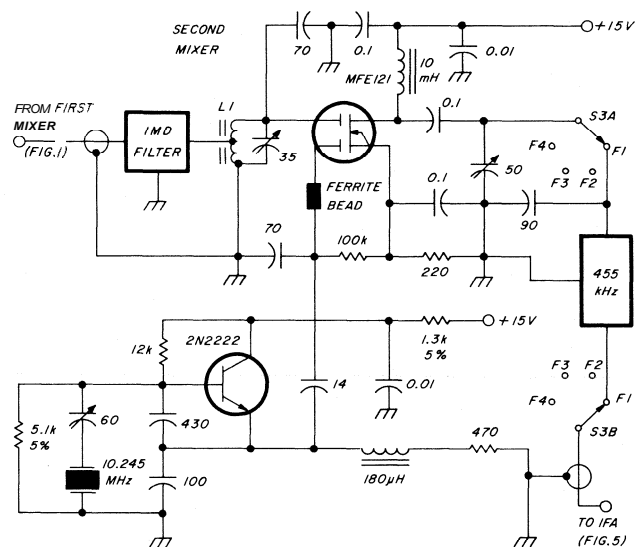 SECOND
MIXER
70
0.1
+15V
MFE121
10
mH
0.01
FROM FIRST
MIXER
(FIG.1)
IMD
FILTER
L1
35
0.1
S3A
F4
F1
F3
F2
50
FERRITE
BEAD
0.1
90
70
100k
220
455
kHz
12k
2N2222
+15V
1.3k
5%
F3
F2
F4
F1
S3B
5.1k
5%
60
430
14
0.01
10.245
MHz
100
180μH
470
TO IFA
(FIG.5)